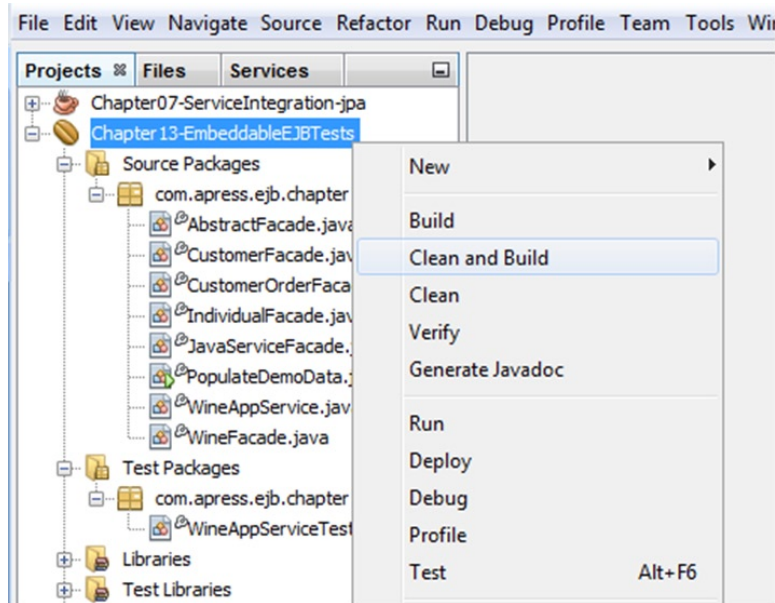 File Edit View Navigate Source Refactor Run Debug Profile Team Tools
Projects Files Services
Chapter07-ServiceIntegration-jpa
Chapter13-EmbeddableEJBTests
Source Packages
com.apress.ejb.chapter
AbstractFacade.java
CustomerFacade.jav
CustomerOrderFaca
IndividualFacade.jav
JavaServiceFacade.
PopulateDemoData.
WineAppService.jav
WineFacade.java
Test Packages
com.apress.ejb.chapter
WineAppServiceTest
Libraries
Test Libraries
New
Build
Clean and Build
Clean
Verify
Generate Javadoc
Run
Deploy
Debug
Profile
Test Alt+F6